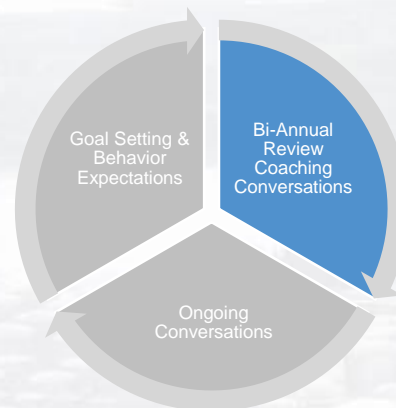 Goal Setting &
Behavior
Expectations
Bi-Annual
Review
Coaching
Conversations
Ongoing
Conversations